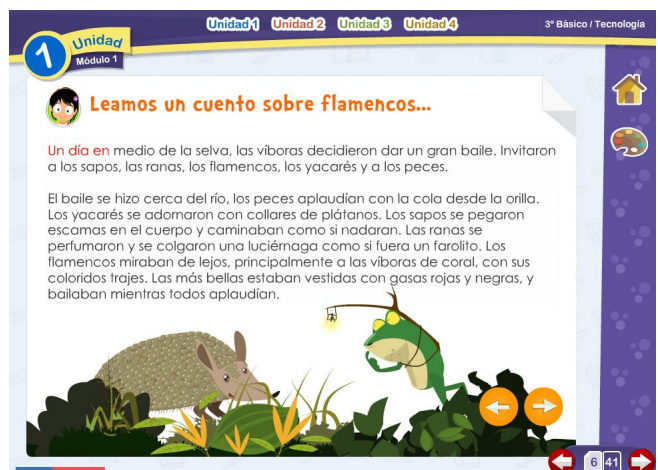 Unidad 1 Unidad 2 Unidad 3 Unidad 4
3º Básico / Tecnología
1 Unidad
Módulo 1
Leamos un cuento sobre flamencos...
Un día en medio de la selva, las víboras decidieron dar un gran baile. Invitaron
a los sapos, las ranas, los flamencos, los yacarés y a los peces.
El baile se hizo cerca del río, los peces aplaudían con la cola desde la orilla.
Los yacarés se adornaron con collares de plátanos. Los sapos se pegaron
escamas en el cuerpo y caminaban como si nadaran. Las ranas se
perfumaron y se colgaron una luciérnaga como si fuera un farolito. Los
flamencos miraban de lejos, principalmente a las víboras de coral, con sus
coloridos trajes. Las más bellas estaban vestidas con gasas rojas y negras, y
bailaban mientras todos aplaudían.
6 41